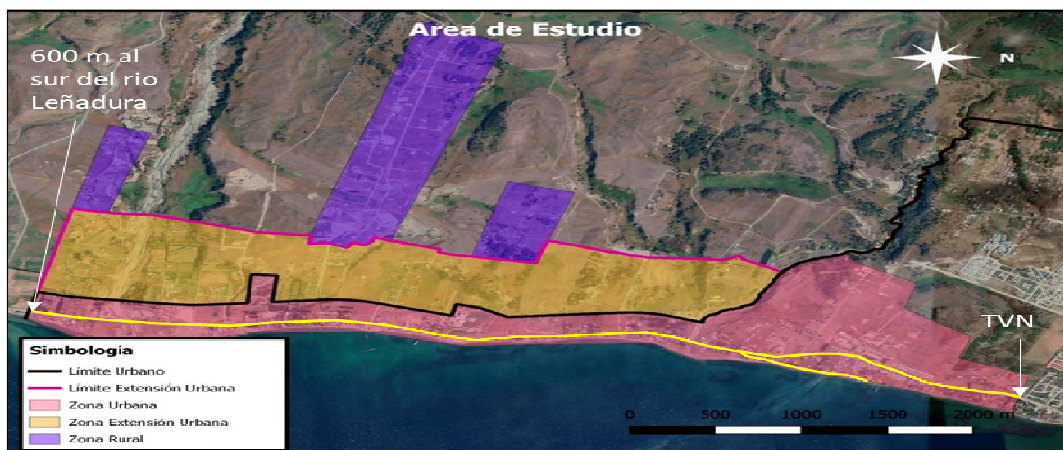 Area de Estudio
600 m al
sur del rio
Leñadura
N
TVN
Simbología
Límite Urbano
Límite Extensión Urbana
Zona Urbana
Zona Extensión Urbana
Zona Rural
0 500 1000 1500 2000 m